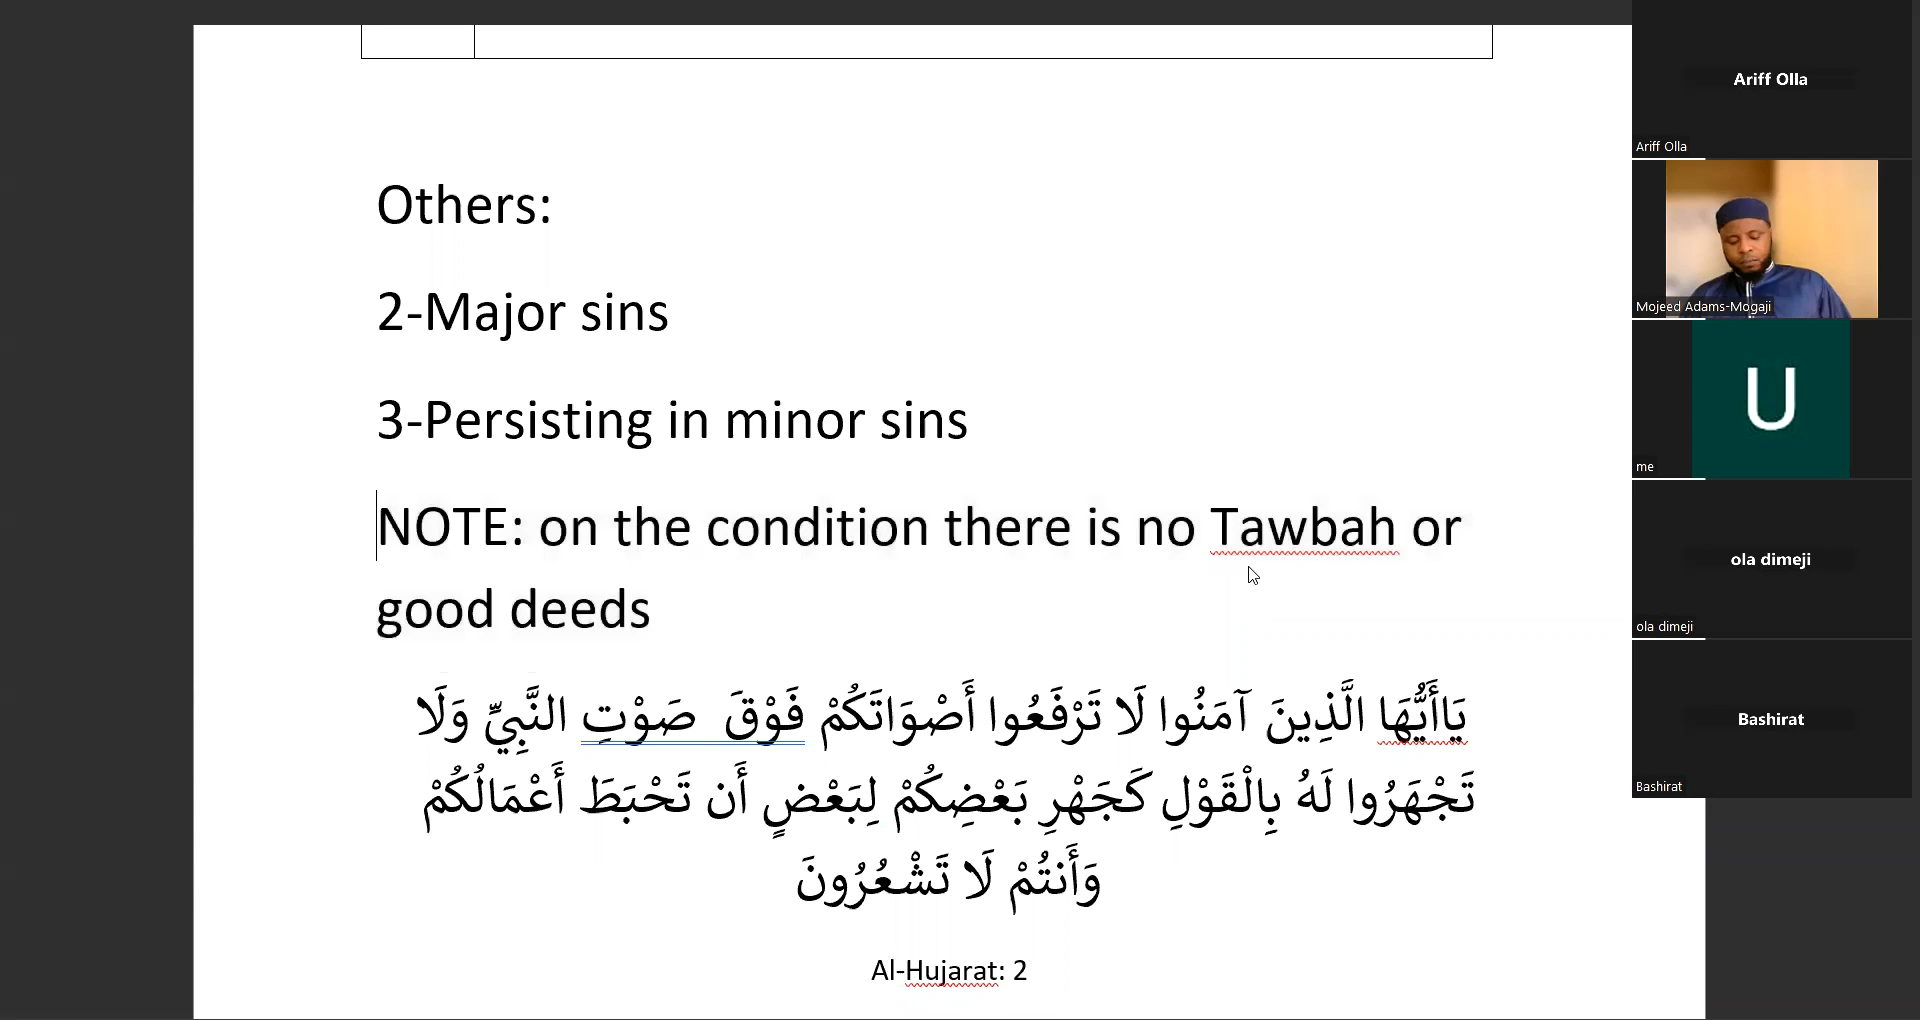 Others:
2-Major sins
3-Persisting in minor sins
NOTE: on the condition there is no Tawbah or
good deeds
يَاأَيُّهَا الَّذِينَ آمَنُوا لَا تَرْفَعُوا أَصْوَاتَكُمْ فَوْقَ صَوْتِ النَّبِيِّ وَلَا
تَجْهَرُوا لَهُ بِالْقَوْلِ كَجَهْرِ بَعْضِكُمْ لِبَعْضٍ أَن تَحْبَطَ أَعْمَالُكُمْ
وَأَنتُمْ لَا تَشْعُرُونَ
Al-Hujarat: 2
Ariff Olla
Ariff Olla
Mojeed Adams-Mogaji
U
me
ola dimeji
ola dimeji
Bashirat
Bashirat